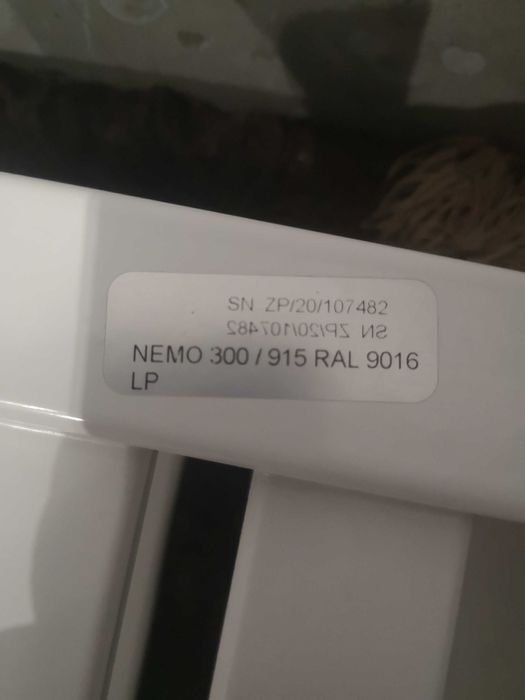 SN ZP/20/107482
SN ZP/20/107482
NEMO 300 / 915 RAL 9016
LP